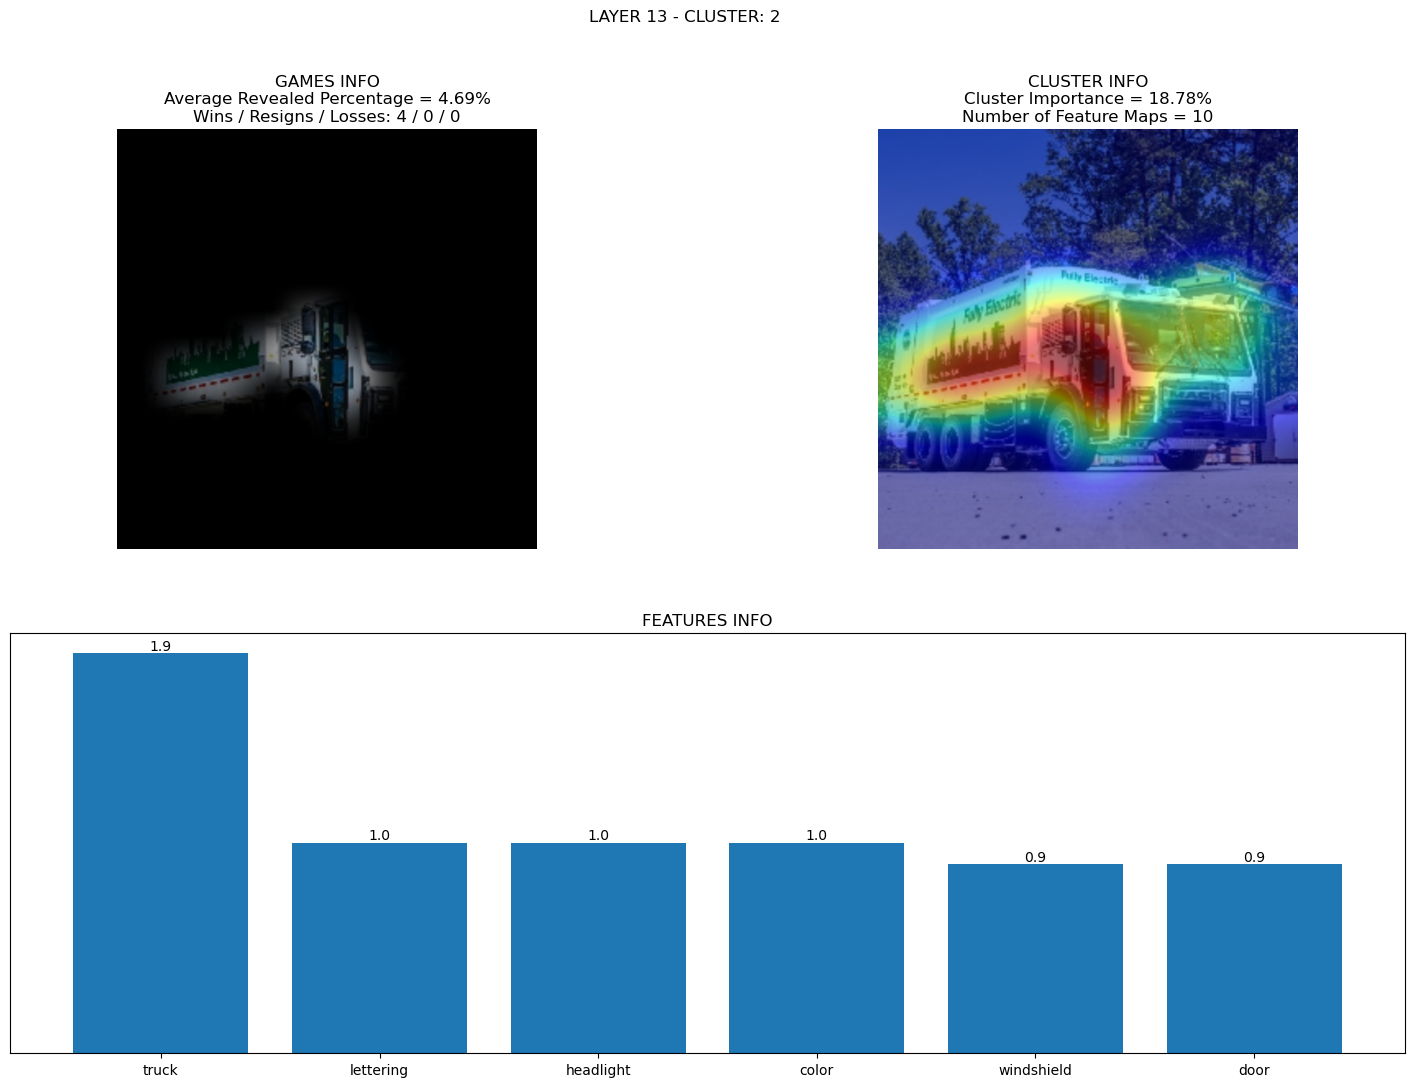 LAYER 13 - CLUSTER: 2
GAMES INFO
Average Revealed Percentage = 4.69%
Wins / Resigns / Losses: 4 / 0 / 0
CLUSTER INFO
Cluster Importance = 18.78%
Number of Feature Maps = 10
Fully Electric
Fully Electric
FEATURES INFO
1.9
1.0
1.0
1.0
0.9
0.9
truck
lettering
headlight
color
windshield
door